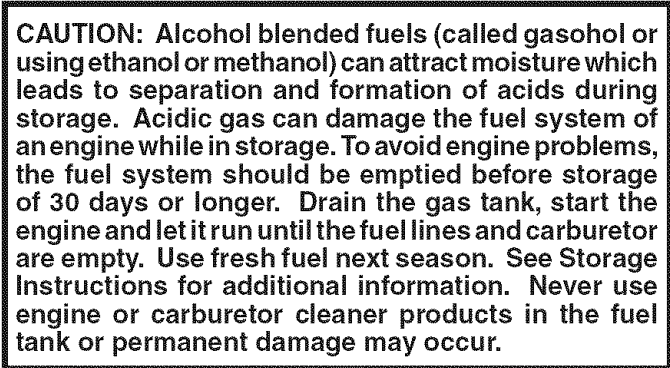 CAUTION: Alcohol blended fuels (called gasohol or
using ethanol or methanol) can attract moisture which
leads to separation and formation of acids during
storage. Acidic gas can damage the fuel system of
an engine while in storage. To avoid engine problems,
the fuel system should be emptied before storage
of 30 days or longer. Drain the gas tank, start the
engine and let it run until the fuel lines and carburetor
are empty. Use fresh fuel next season. See Storage
Instructions for additional information. Never use
engine or carburetor cleaner products in the fuel
tank or permanent damage may occur.